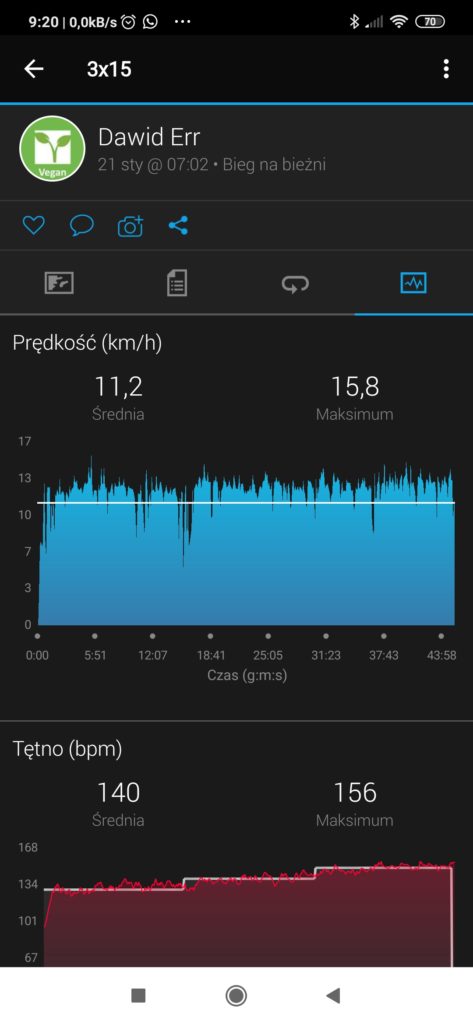 9:20 | 0,0kB/s ... 70
3x15
Vegan
Dawid Err
21 sty @ 07:02 • Bieg na bieżni
Prędkość (km/h)
11,2 15,8
Średnia Maksimum
17
13
10
7
3
0
0:00 5:51 12:07 18:41 25:05 31:23 37:43 43:58
Czas (g:m:s)
Tętno (bpm)
140 156
Średnia Maksimum
168
134
101
67